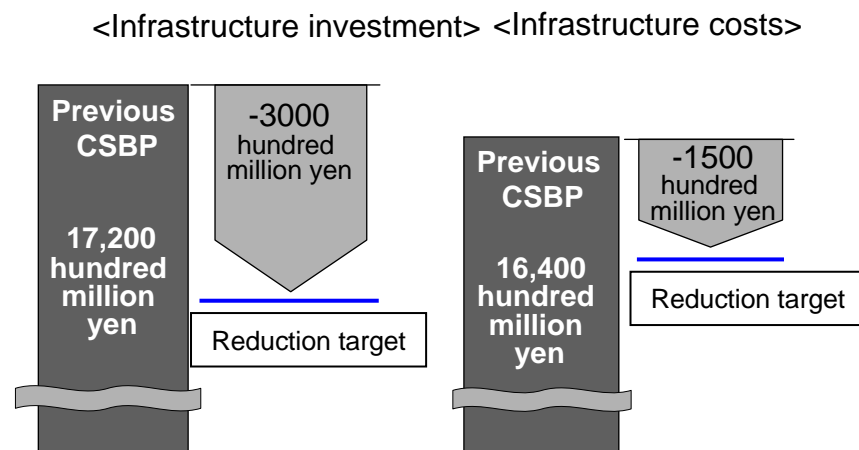 <Infrastructure investment> <Infrastructure costs>
Previous
CSBP
17,200
hundred
million
yen
-3000
hundred
million yen
Reduction target
Previous
CSBP
16,400
hundred
million
yen
-1500
hundred
million yen
Reduction target